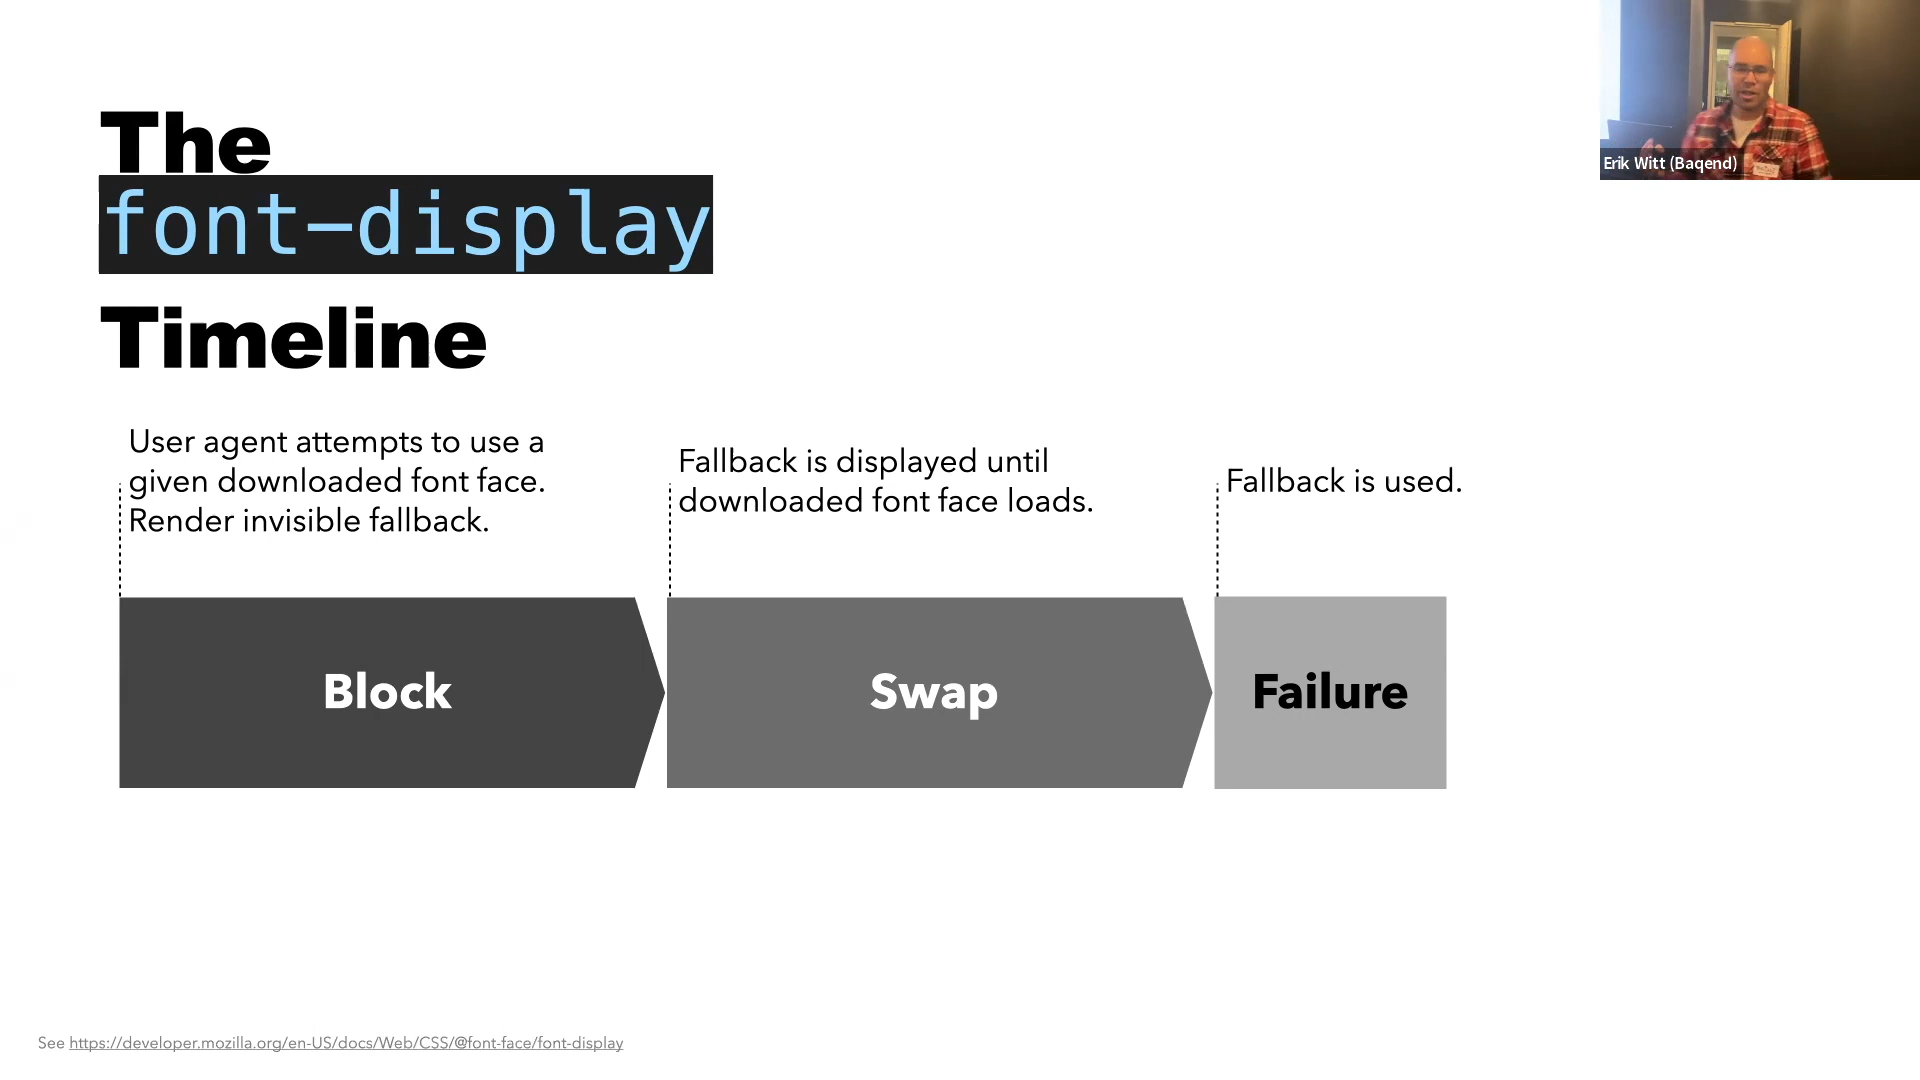 The
font-display
Timeline
Erik Witt (Baqend)
User agent attempts to use a
given downloaded font face.
Render invisible fallback.
Fallback is displayed until
downloaded font face loads.
Fallback is used.
Block
Swap
Failure
See https://developer.mozilla.org/en-US/docs/Web/CSS/@font-face/font-display